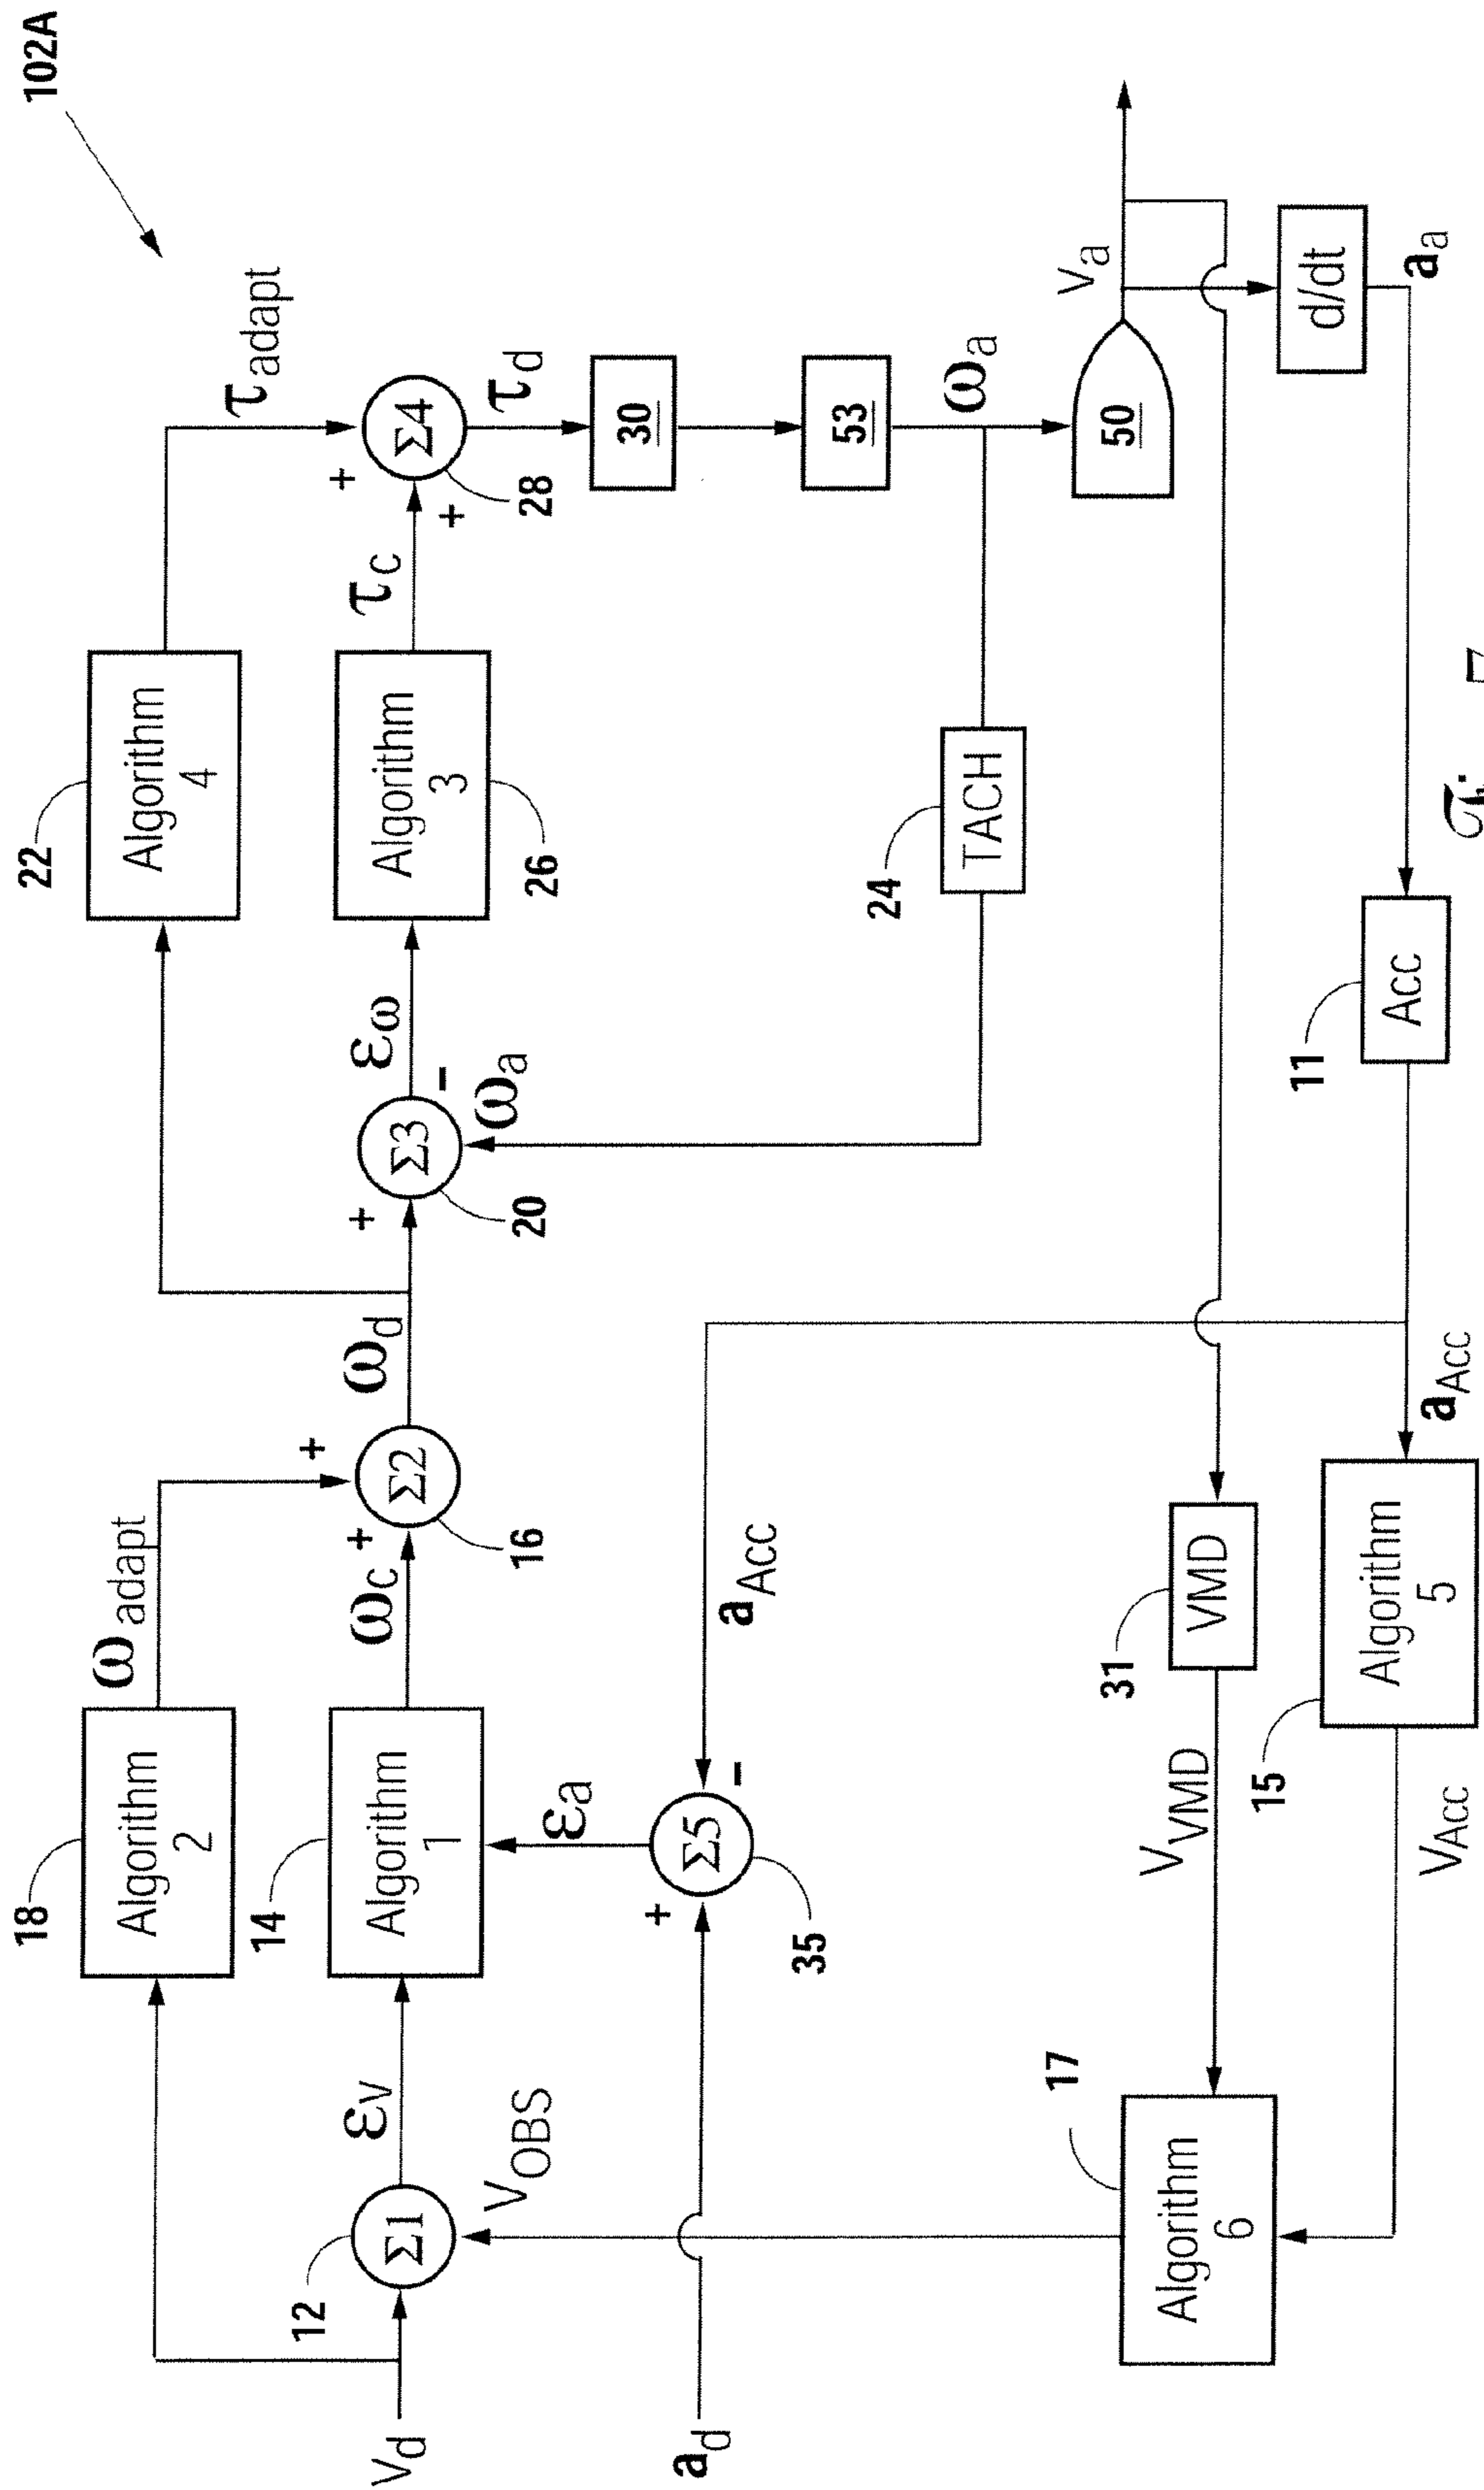 102A
22
Algorithm
4
τadapt
18
Algorithm
2
ωadapt
+
+
Σ4
28
τd
30
53
ωa
50
Va
d/dt
aa
Vd
12
Σ1
εV
14
Algorithm
1
ωC
+
+
Σ2
16
ωd
+
Σ3
20
-
εω
ωa
Algorithm
3
26
τC
24
TACH
VOBS
ad
+
Σ5
35
-
εa
aAcc
17
Algorithm
6
VVMD
31
VMD
VAcc
15
Algorithm
5
aAcc
11
Acc